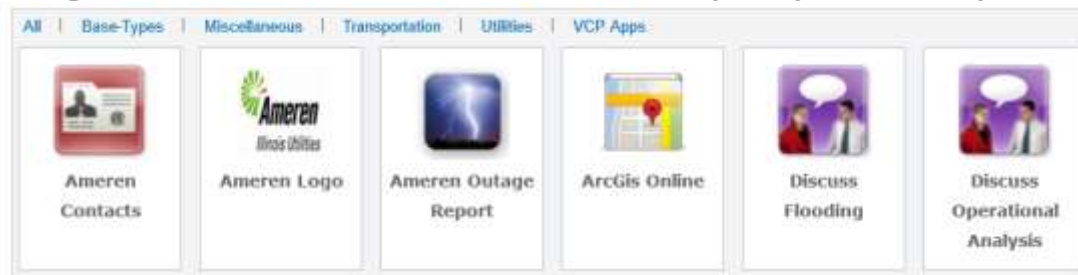 All | Base-Types | Miscellaneous | Transportation | Utilities | VCP Apps
Ameren
Illinois Utilities
Ameren
Contacts
Ameren Logo
Ameren Outage
Report
ArcGis Online
Discuss
Flooding
Discuss
Operational
Analysis